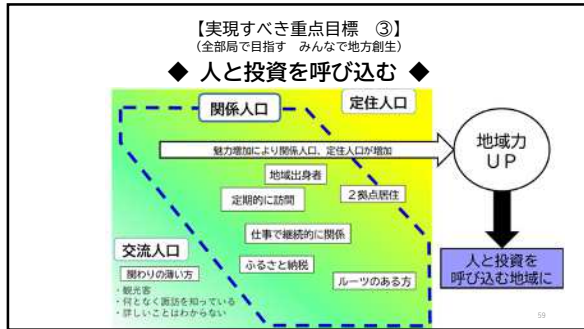 【実現すべき重点目標　③】
（全部局で目指す　みんなで地方創生）
◆ 人と投資を呼び込む ◆
関係人口
定住人口
魅力増加により関係人口、定住人口が増加
地域力
ＵＰ
地域出身者
定期的に訪問
２拠点居住
仕事で継続的に関係
交流人口
関わりの薄い方
ふるさと納税
ルーツのある方
・観光客
・何となく諏訪を知っている
・詳しいことはわからない
人と投資を
呼び込む地域に
59